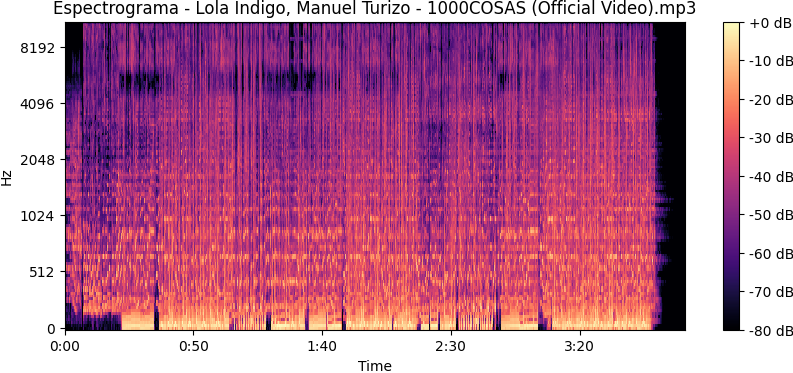 Espectrograma - Lola Indigo, Manuel Turizo - 1000COSAS (Official Video).mp3
Hz
8192
4096
2048
1024
512
0
0:00
0:50
1:40
2:30
3:20
Time
+0 dB
-10 dB
-20 dB
-30 dB
-40 dB
-50 dB
-60 dB
-70 dB
-80 dB